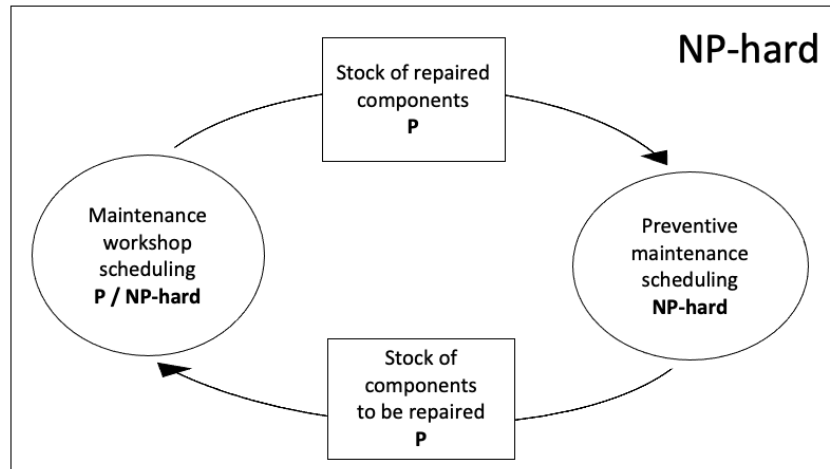 NP-hard
Stock of repaired
components
P
Maintenance
workshop
scheduling
P / NP-hard
Preventive
maintenance
scheduling
NP-hard
Stock of
components
to be repaired
P